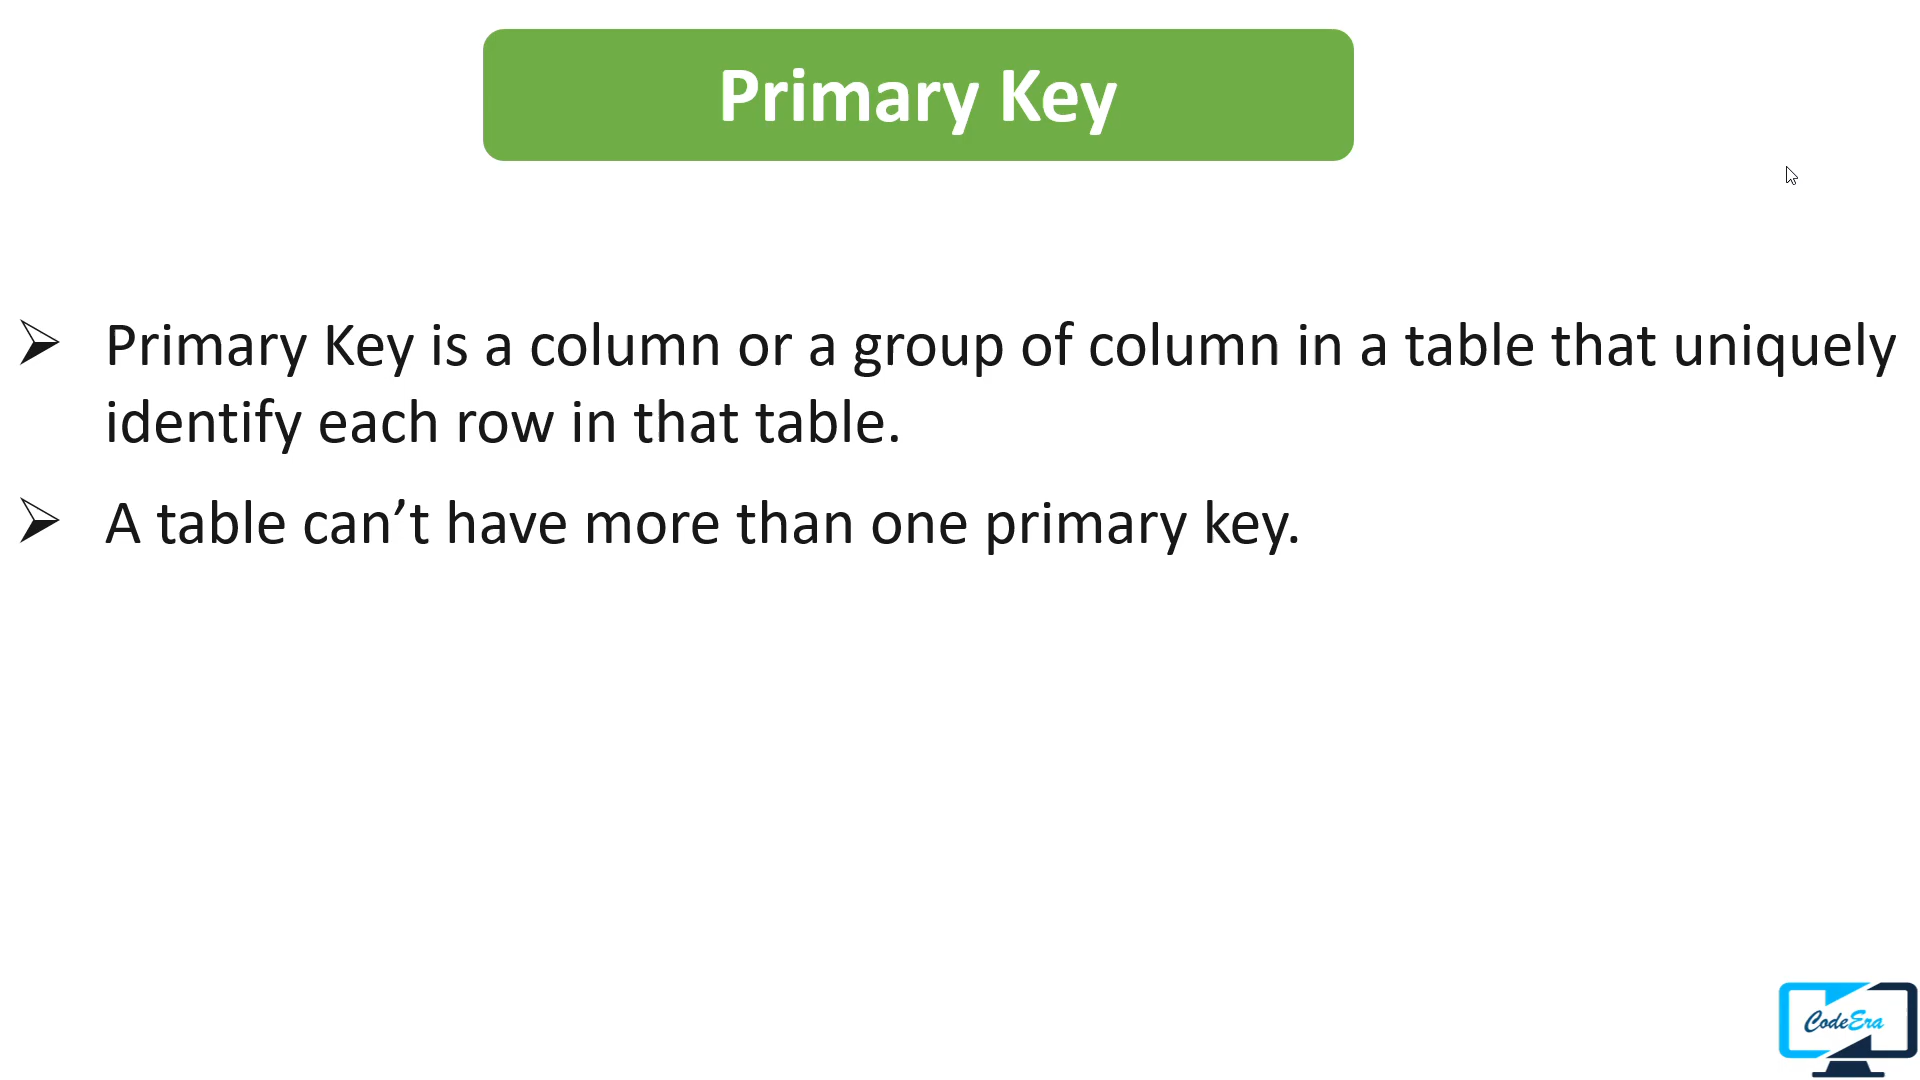 Primary Key
➢ Primary Key is a column or a group of column in a table that uniquely
identify each row in that table.
➢ A table can’t have more than one primary key.
CodeEra